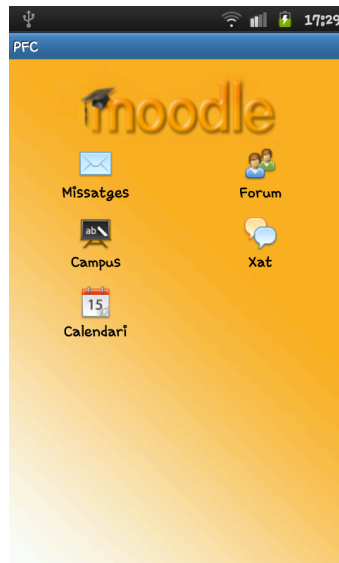 17:29
PFC
moodle
Missatges Forum
ab
Campus Xat
15
Calendari